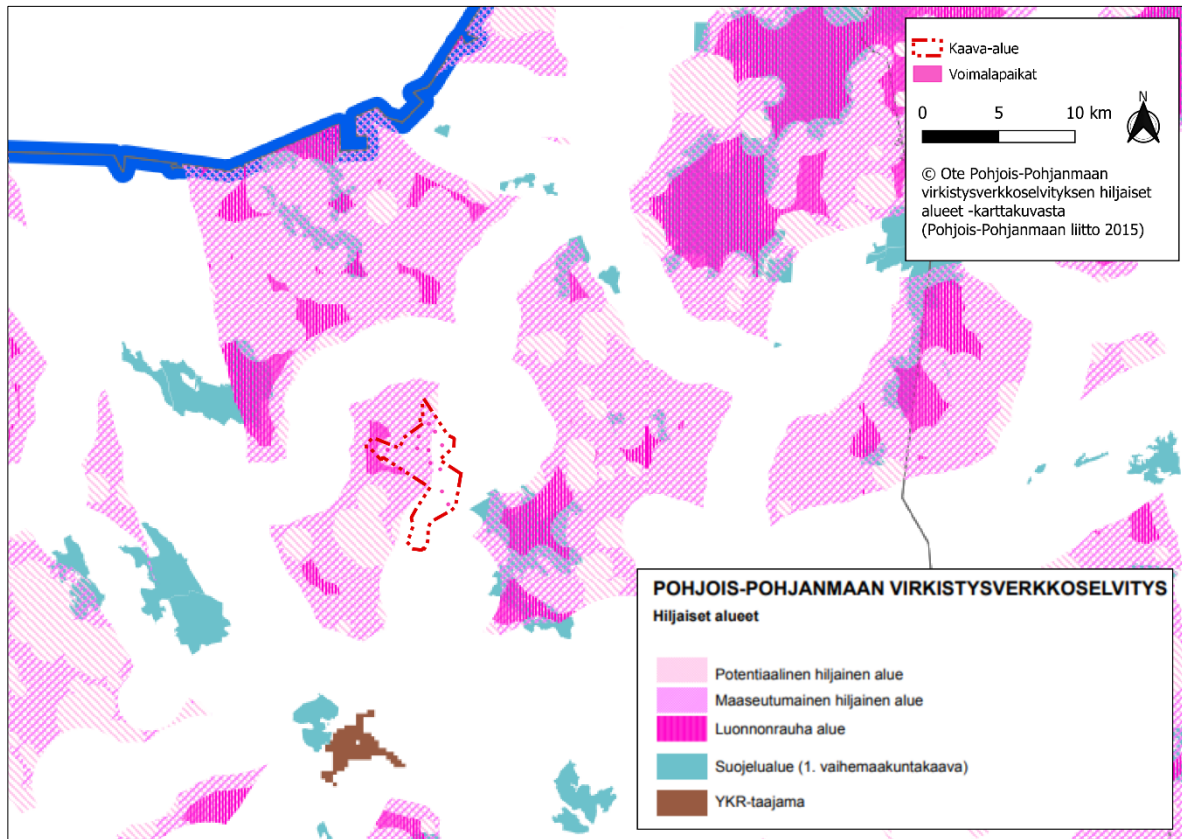 Kaava-alue
Voimalapaikat
0 5 10 km
N
© Ote Pohjois-Pohjanmaan
virkistysverkkoselvityksen hiljaiset
alueet -karttakuvasta
(Pohjois-Pohjanmaan liitto 2015)
POHJOIS-POHJANMAAN VIRKISTYSVERKKOSELVITYS
Hiljaiset alueet
Potentiaalinen hiljainen alue
Maaseutumainen hiljainen alue
Luonnonrauha alue
Suojelualue (1. vaihemaakuntakaava)
YKR-taajama